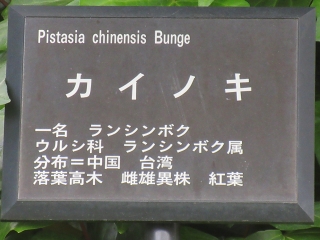 Pistasia chinensis Bunge
カイノキ
一名　ランシンボク
ウルシ科　ランシンボク属
分布＝中国　台湾
落葉高木　雌雄異株　紅葉